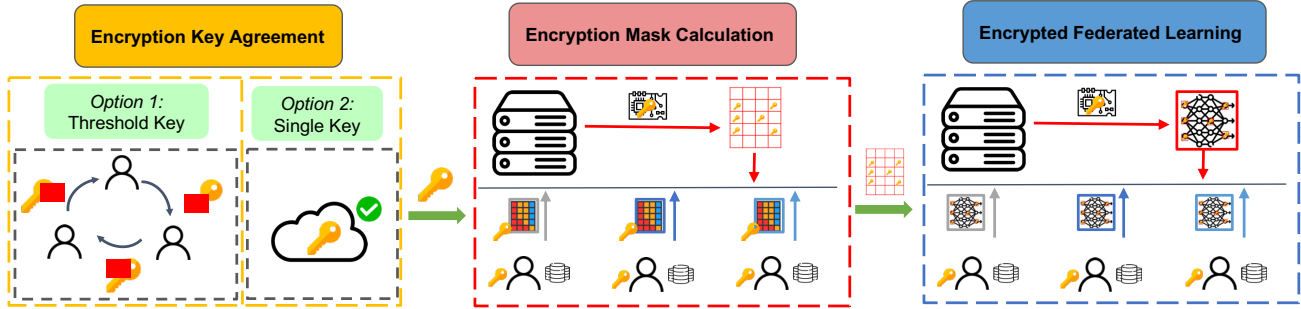 Encryption Key Agreement
Encryption Mask Calculation
Encrypted Federated Learning
Option 1:
Threshold Key
Option 2:
Single Key